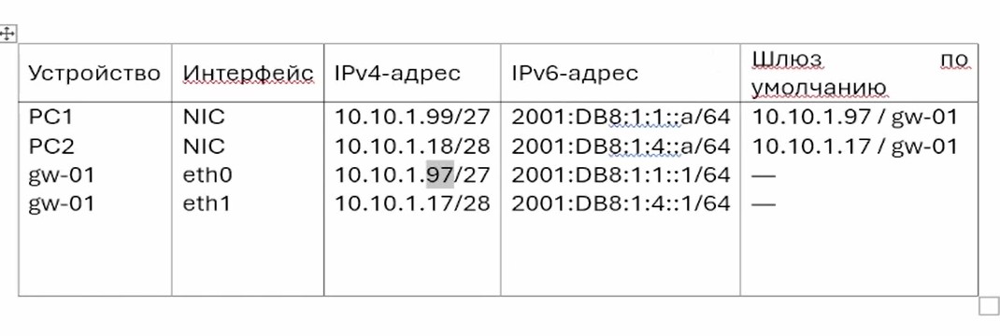 Устройство Интерфейс IPv4-адрес IPv6-адрес Шлюз по умолчанию
PC1 NIC 10.10.1.99/27 2001:DB8:1:1::a/64 10.10.1.97 / gw-01
PC2 NIC 10.10.1.18/28 2001:DB8:1:4::a/64 10.10.1.17 / gw-01
gw-01 eth0 10.10.1.97/27 2001:DB8:1:1::1/64 —
gw-01 eth1 10.10.1.17/28 2001:DB8:1:4::1/64 —